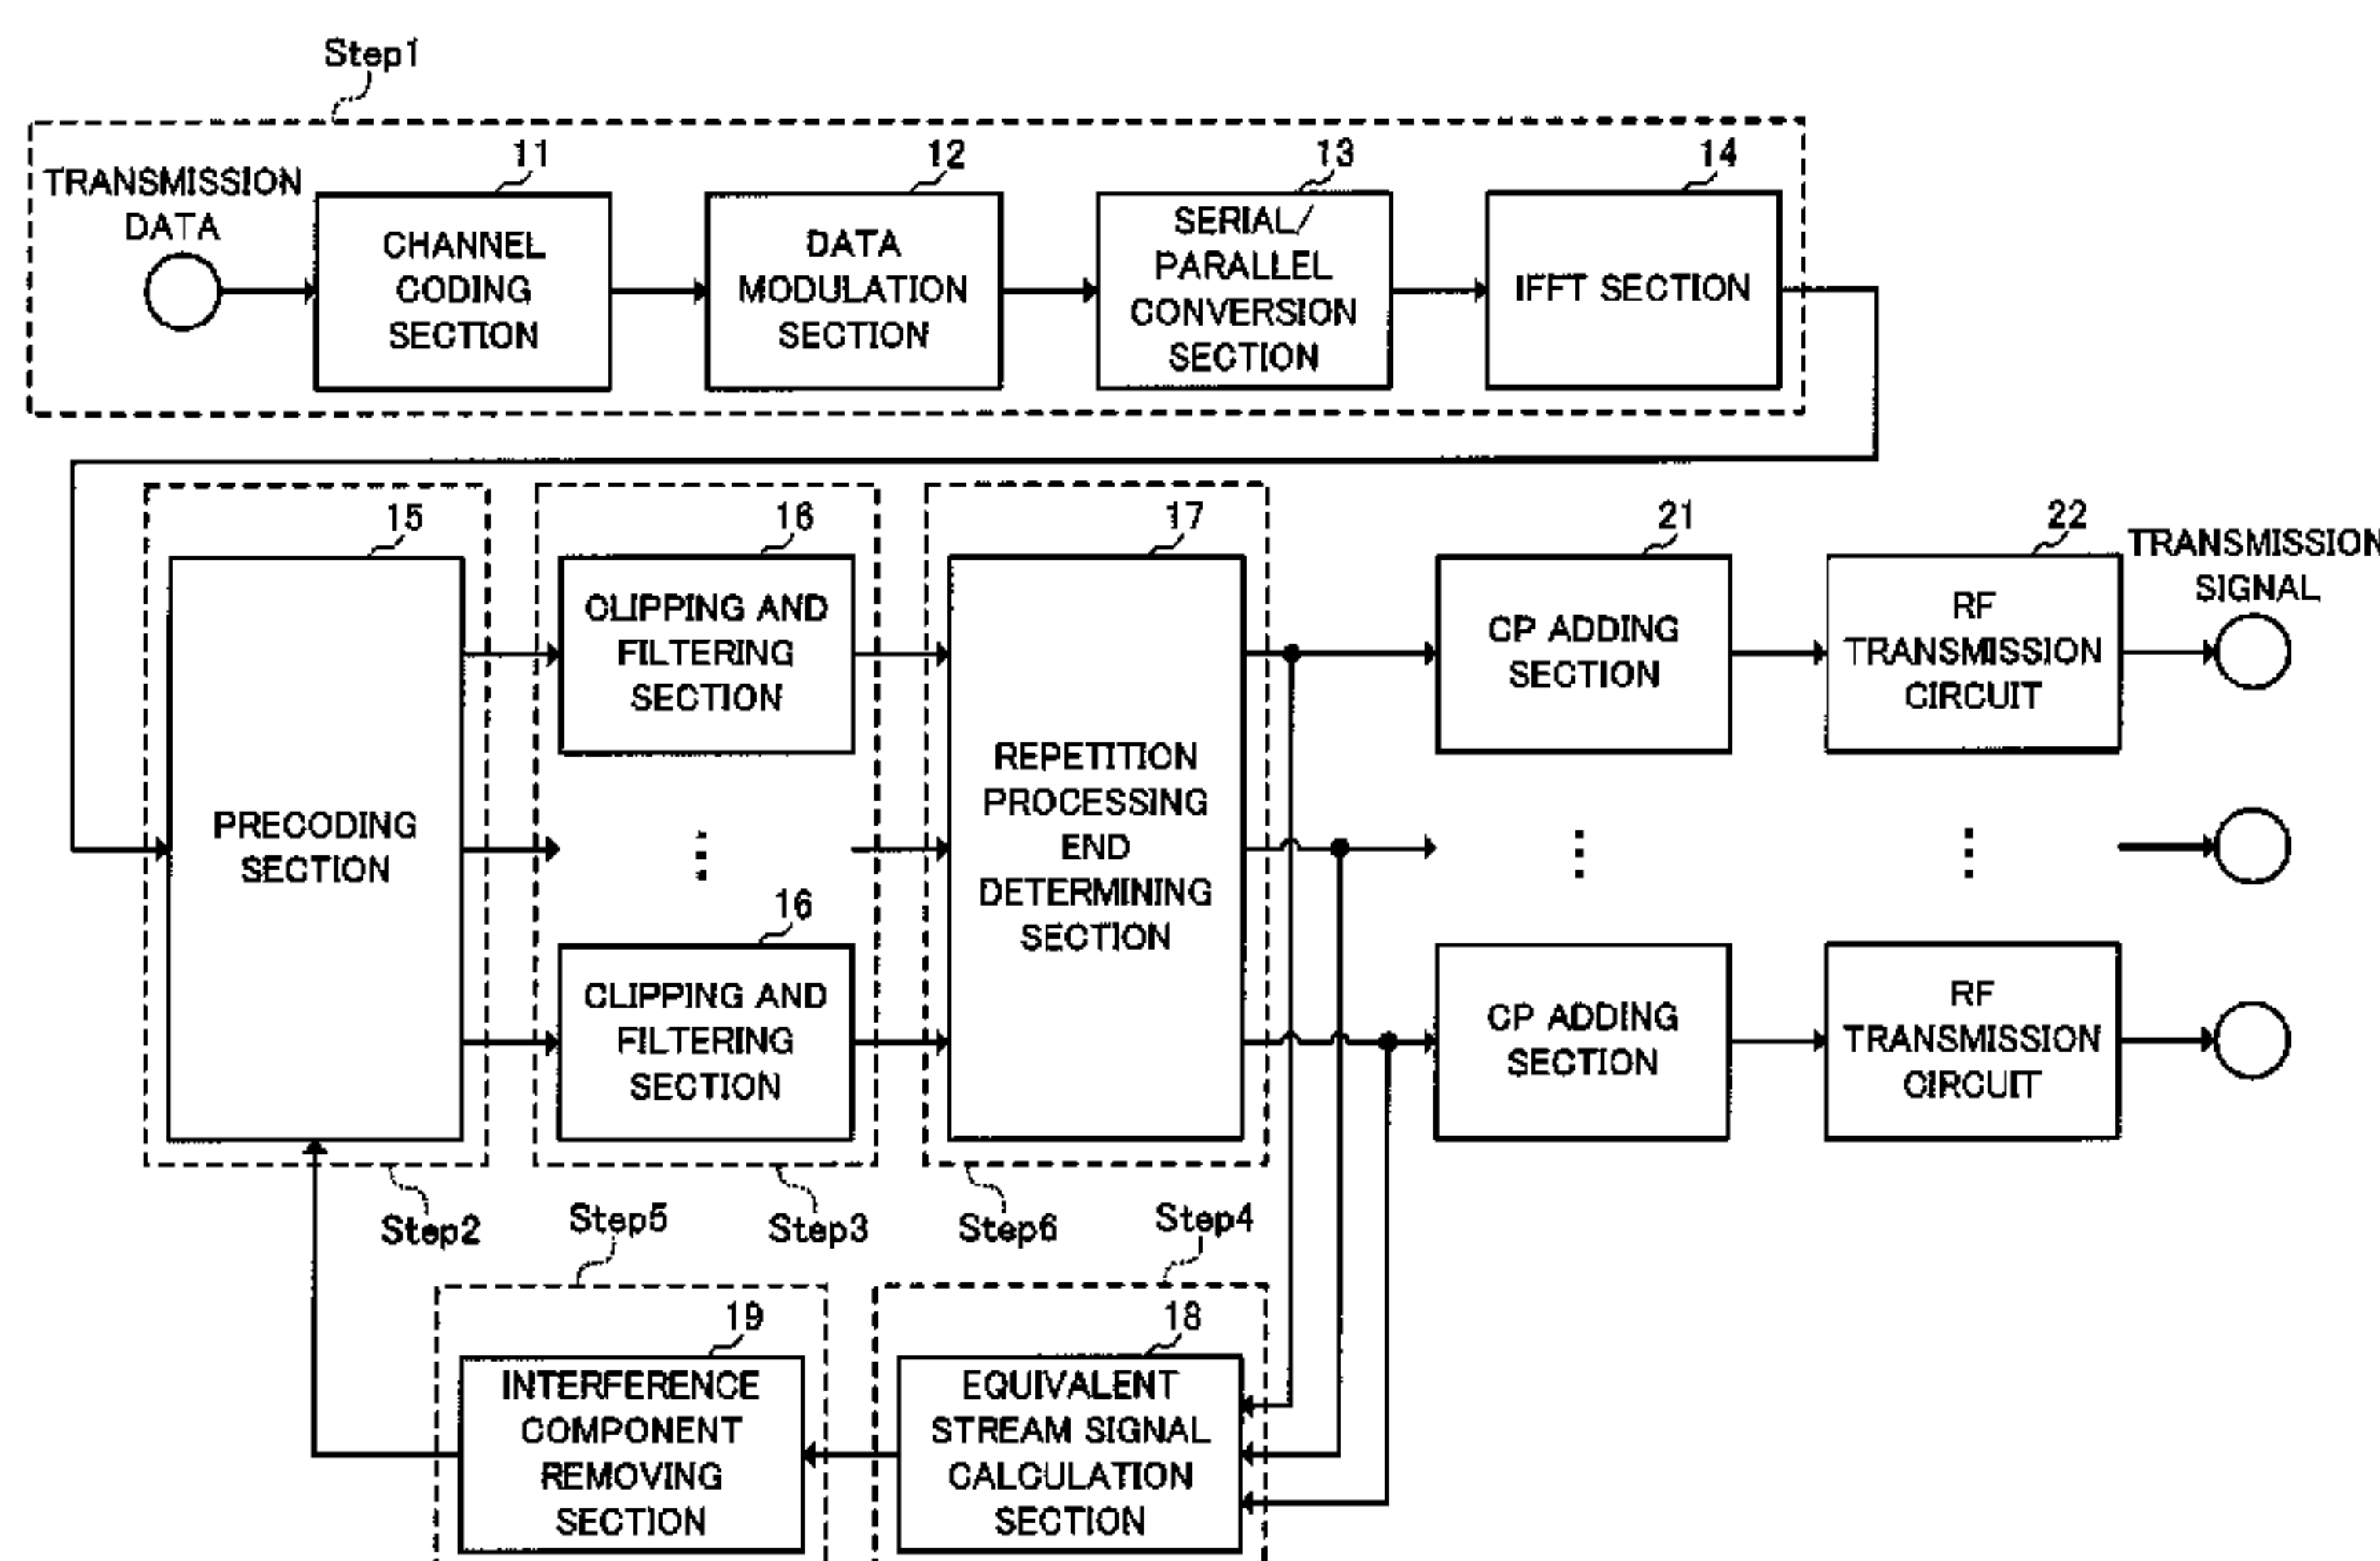 Step1
TRANSMISSION
DATA
11
CHANNEL
CODING
SECTION
12
DATA
MODULATION
SECTION
13
SERIAL/
PARALLEL
CONVERSION
SECTION
14
IFFT SECTION
15
PRECODING
SECTION
Step2
16
CLIPPING AND
FILTERING
SECTION
16
CLIPPING AND
FILTERING
SECTION
Step3
17
REPETITION
PROCESSING
END
DETERMINING
SECTION
Step6
21
CP ADDING
SECTION
CP ADDING
SECTION
22
RF
TRANSMISSION
CIRCUIT
RF
TRANSMISSION
CIRCUIT
TRANSMISSION
SIGNAL
Step5
19
INTERFERENCE
COMPONENT
REMOVING
SECTION
Step4
18
EQUIVALENT
STREAM SIGNAL
CALCULATION
SECTION